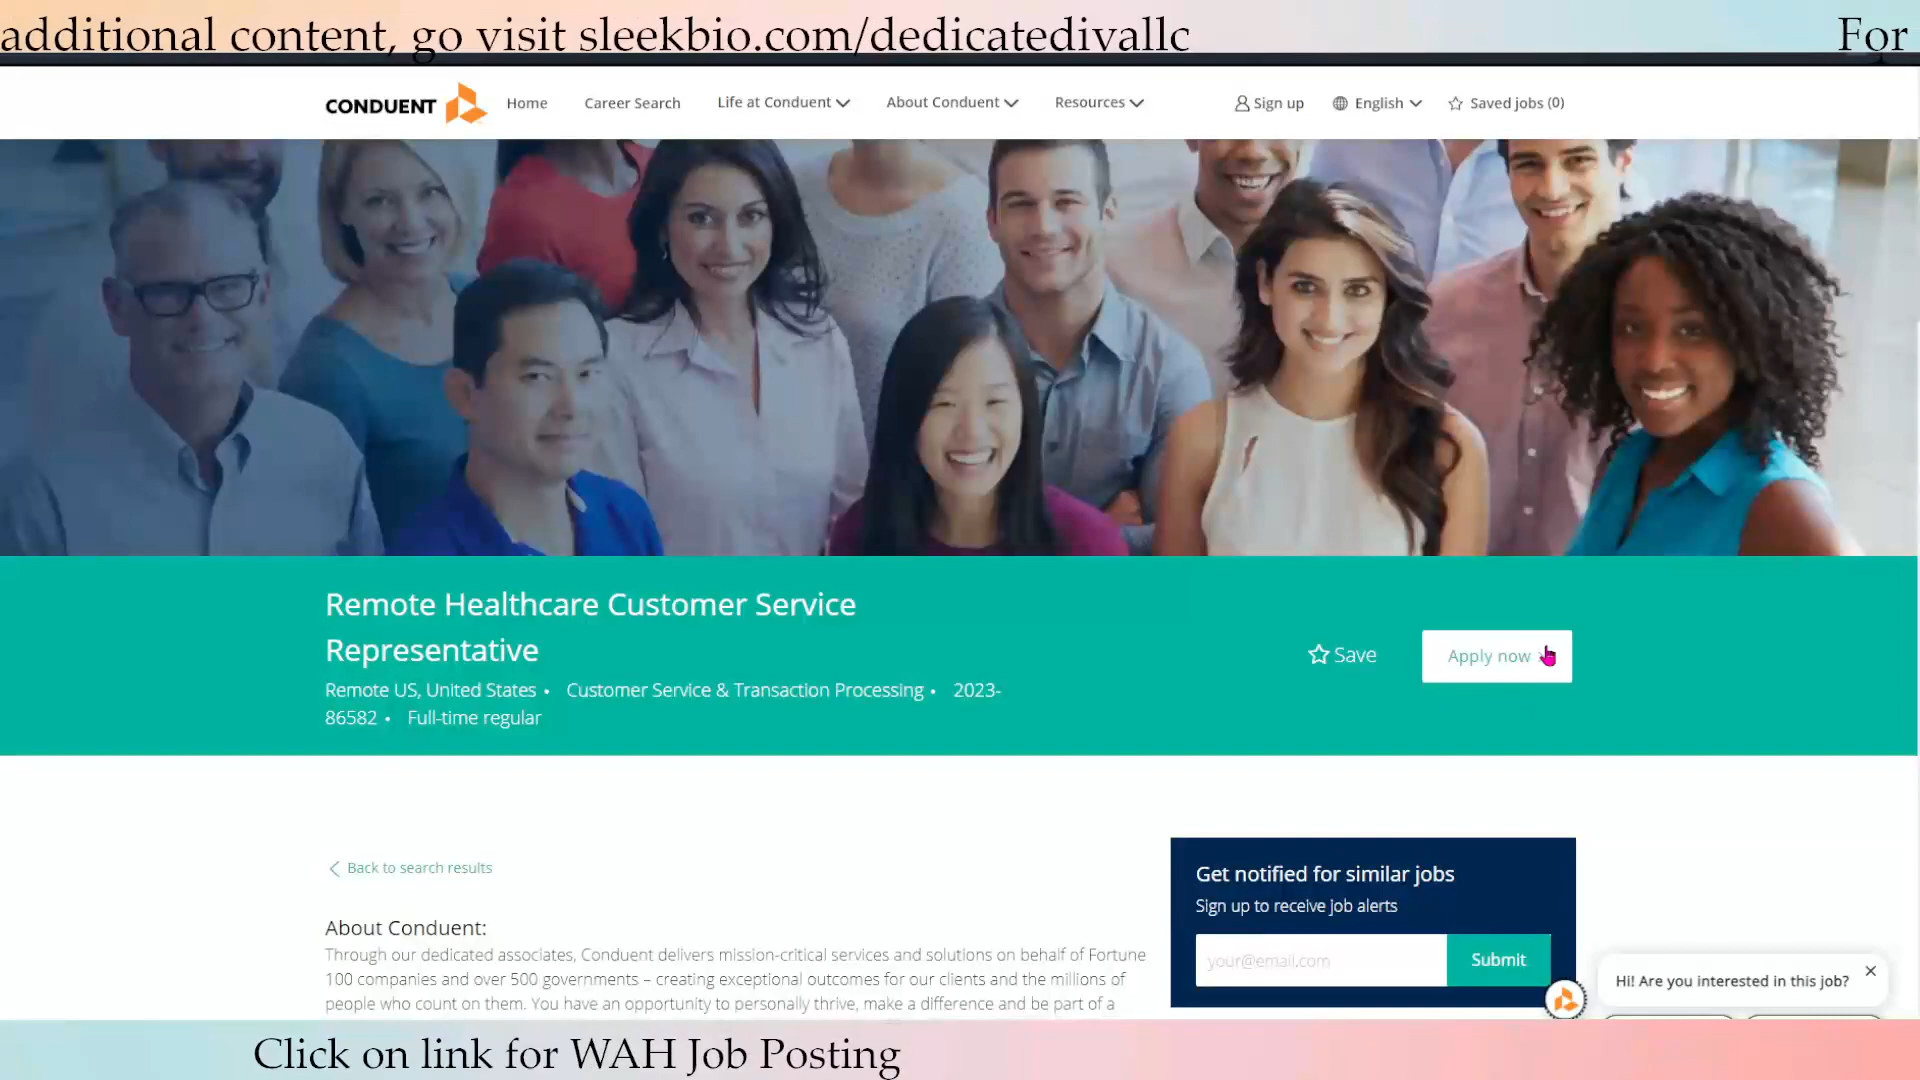 additional content, go visit sleekbio.com/dedicatedivallc For
CONDUENT Home Career Search Life at Conduent About Conduent Resources Sign up English Saved jobs (0)
Remote Healthcare Customer Service
Representative
Save Apply now
Remote US, United States • Customer Service & Transaction Processing • 2023-
86582 • Full-time regular
Back to search results
Get notified for similar jobs
Sign up to receive job alerts
About Conduent:
Through our dedicated associates, Conduent delivers mission-critical services and solutions on behalf of Fortune
100 companies and over 500 governments – creating exceptional outcomes for our clients and the millions of
people who count on them. You have an opportunity to personally thrive, make a difference and be part of a
your@email.com Submit
Hi! Are you interested in this job?
Click on link for WAH Job Posting